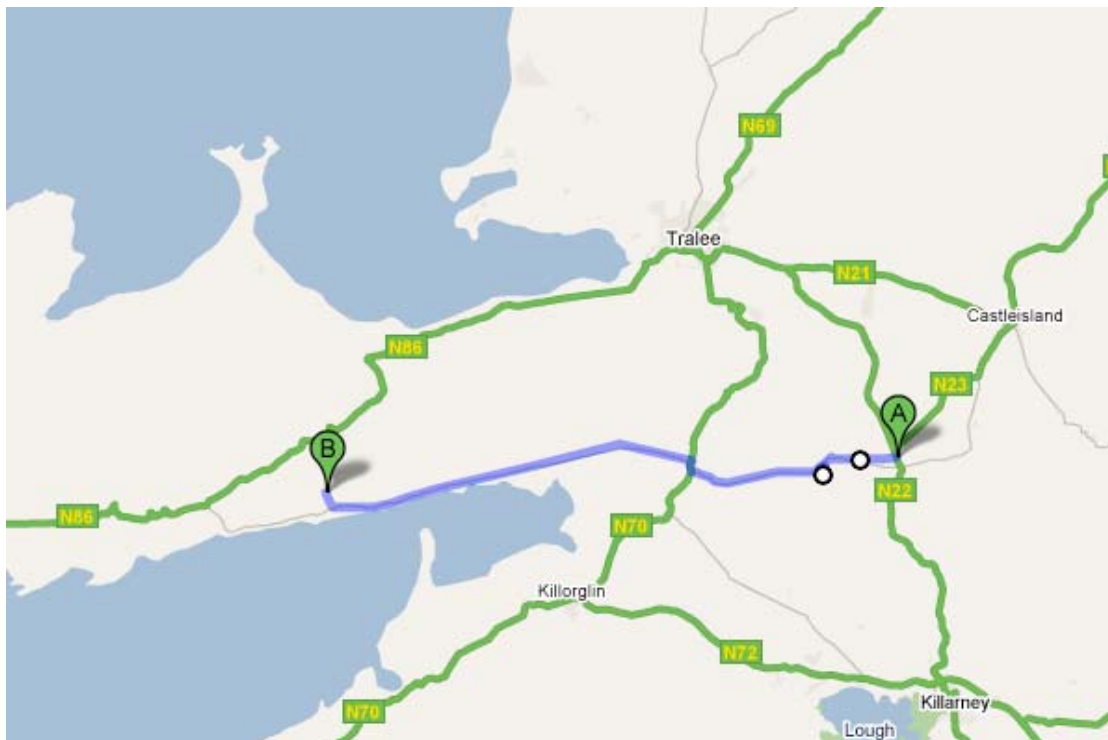 N69
Tralee
N21
Castleisland
N86
N23
A
B
N22
N86
N70
Killorglin
N72
Killarney
N70
Lough